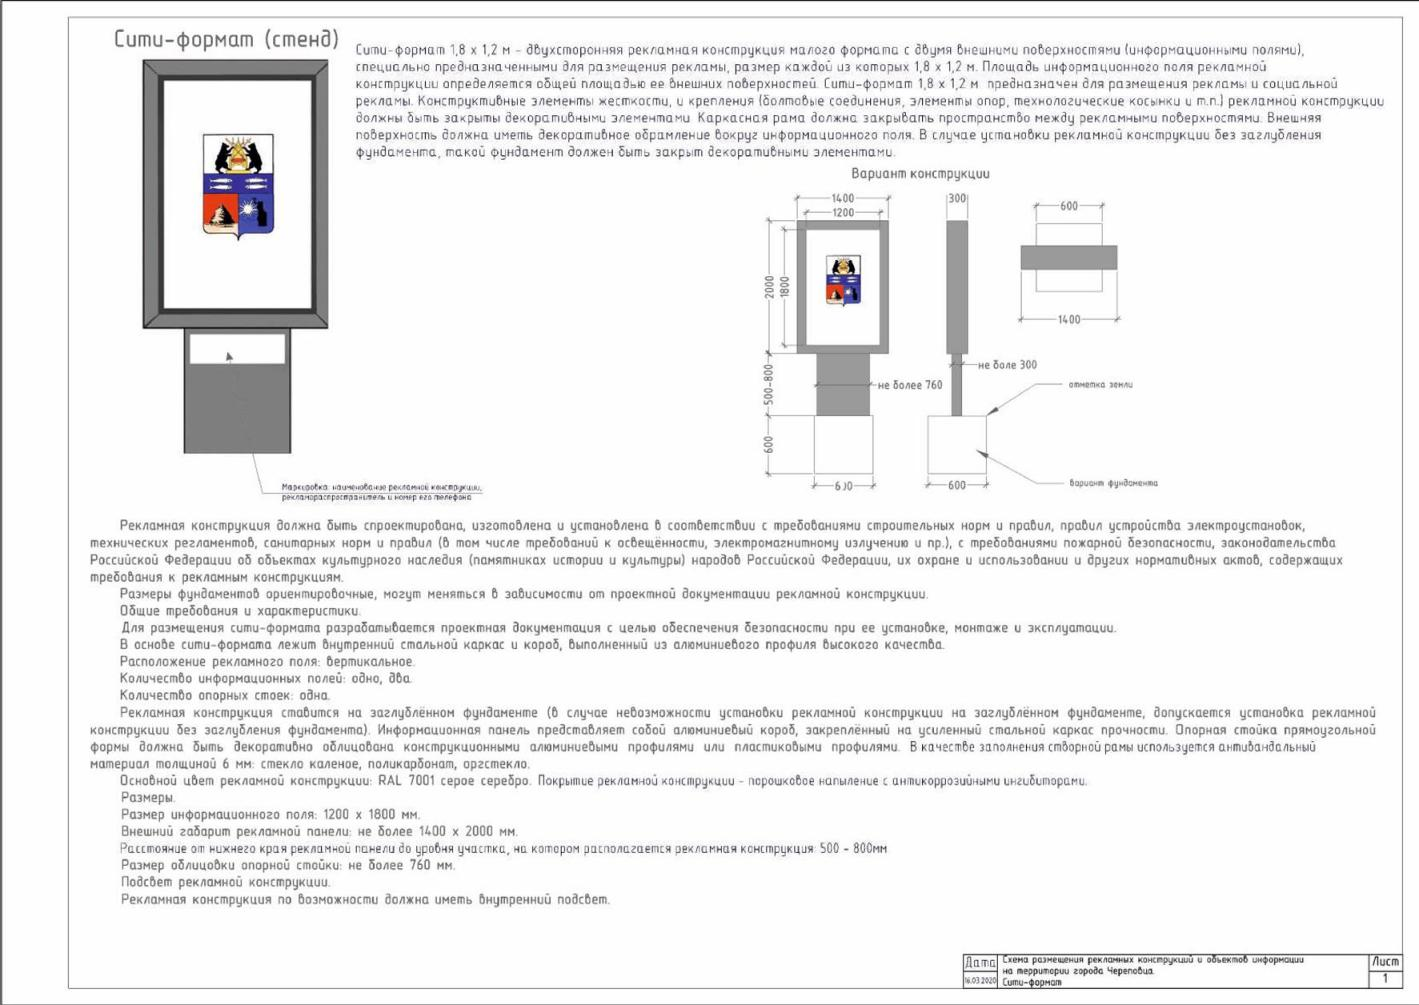 Сити-формат (стенд)
Сити-формат 1,8 х 1,2 м - двухсторонняя рекламная конструкция малого формата с двумя внешними поверхностями (информационными полями),
специально предназначенными для размещения рекламы, размер каждой из которых 1,8 х 1,2 м. Площадь информационного поля рекламной
конструкции определяется общей площадью ее внешних поверхностей. Сити-формат 1,8 х 1,2 м предназначен для размещения рекламы и социальной
рекламы. Конструктивные элементы жесткости, и крепления (болтовые соединения, элементы опор, технологические косынки и т.п.) рекламной конструкции
должны быть закрыты декоративными элементами. Каркасная рама должна закрывать пространство между рекламными поверхностями. Внешняя
поверхность должна иметь декоративное обрамление вокруг информационного поля. В случае установки рекламной конструкции без заглубления
фундамента, такой фундамент должен быть закрыт декоративными элементами.
Вариант конструкции
1400
1200
300
600
2000
1800
1400
не боле 300
500-800
не более 760
отметка земли
600
600
600
вариант фундамента
Маркировка: наименование рекламной конструкции,
рекламораспространитель и номер его телефона
Рекламная конструкция должна быть спроектирована, изготовлена и установлена в соответствии с требованиями строительных норм и правил, правил устройства электроустановок,
технических регламентов, санитарных норм и правил (в том числе требований к освещённости, электромагнитному излучению и пр.), с требованиями пожарной безопасности, законодательства
Российской Федерации об объектах культурного наследия (памятниках истории и культуры) народов Российской Федерации, их охране и использовании и других нормативных актов, содержащих
требования к рекламным конструкциям.
Размеры фундаментов ориентировочные, могут меняться в зависимости от проектной документации рекламной конструкции.
Общие требования и характеристики.
Для размещения сити-формата разрабатывается проектная документация с целью обеспечения безопасности при ее установке, монтаже и эксплуатации.
В основе сити-формата лежит внутренний стальной каркас и короб, выполненный из алюминиевого профиля высокого качества.
Расположение рекламного поля: вертикальное.
Количество информационных полей: одно, два.
Количество опорных стоек: одна.
Рекламная конструкция ставится на заглублённом фундаменте (в случае невозможности установки рекламной конструкции на заглублённом фундаменте, допускается установка рекламной
конструкции без заглубления фундамента). Информационная панель представляет собой алюминиевый короб, закреплённый на усиленный стальной каркас прочности. Опорная стойка прямоугольной
формы должна быть декоративно облицована конструкционными алюминиевыми профилями или пластиковыми профилями. В качестве заполнения створной рамы используется антивандальный
материал толщиной 6 мм: стекло каленое, поликарбонат, оргстекло.
Основной цвет рекламной конструкции: RAL 7001 серое серебро. Покрытие рекламной конструкции - порошковое напыление с антикоррозийными ингибиторами.
Размеры.
Размер информационного поля: 1200 х 1800 мм.
Внешний габарит рекламной панели: не более 1400 х 2000 мм.
Расстояние от нижнего края рекламной панели до уровня участка, на котором располагается рекламная конструкция: 500 - 800мм
Размер облицовки опорной стойки: не более 760 мм.
Подсвет рекламной конструкции.
Рекламная конструкция по возможности должна иметь внутренний подсвет.
Дата
16.03.2020
Схема размещения рекламных конструкций и объектов информации
на территории города Череповца.
Сити-формат
Лист
1